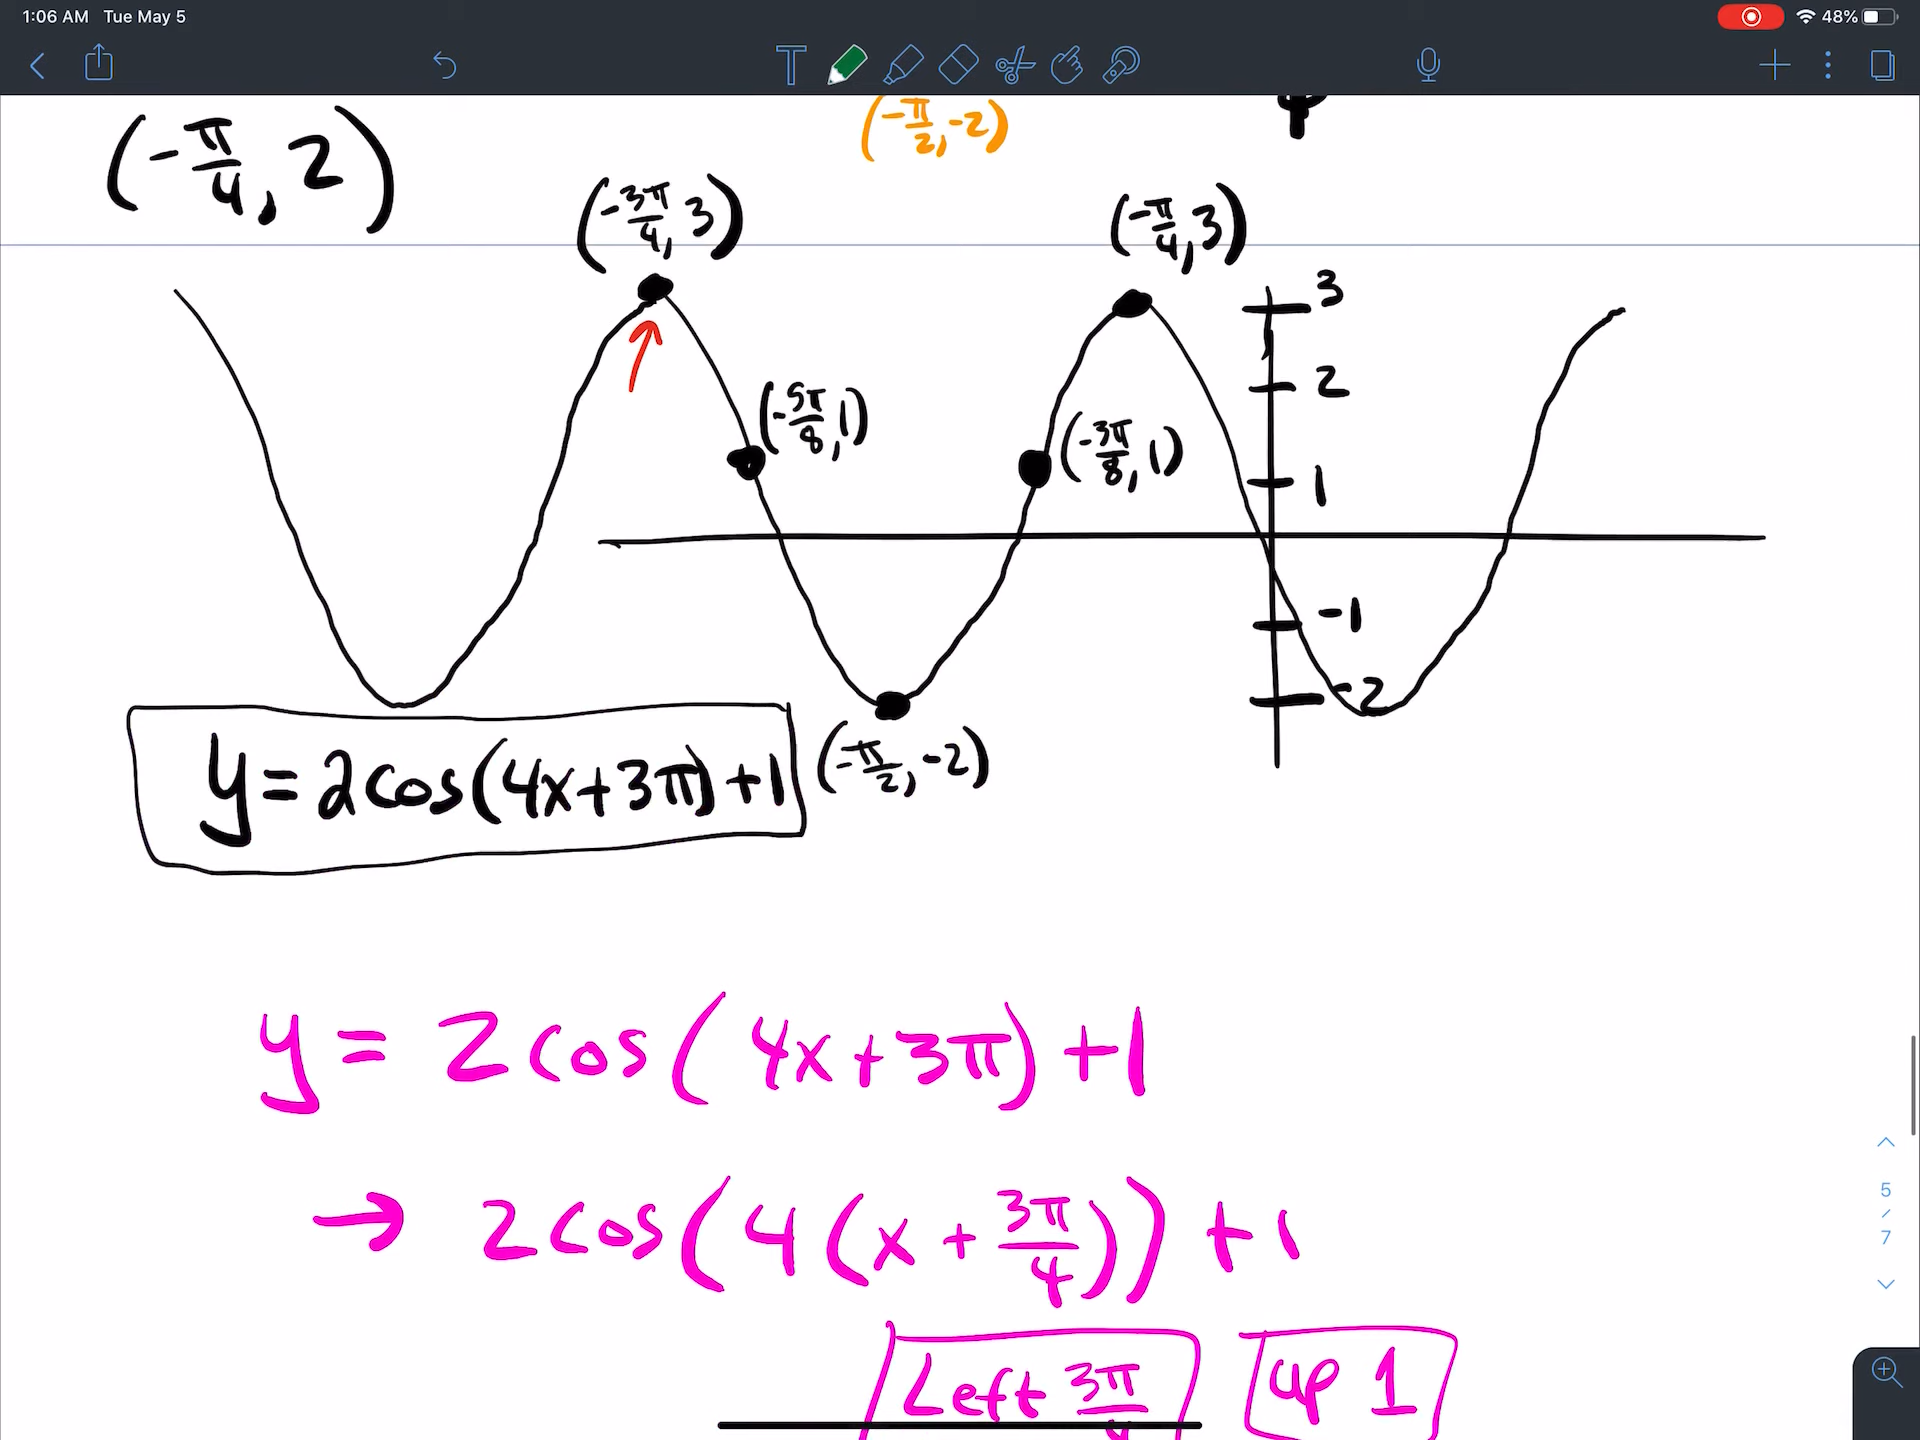 1:06 AM Tue May 5
48%
T
(-π/4, 2)
(-π/2, -2)
(-3π/4, 3)
(-π/4, 3)
3
2
(-5π/8, 1)
(-3π/8, 1)
1
-1
-2
y = 2cos(4x+3π)+1
(-π/2, -2)
y = 2cos(4x+3π)+1
→ 2cos(4(x + 3π/4))+1
5
/
7
Left 3π/4
up 1